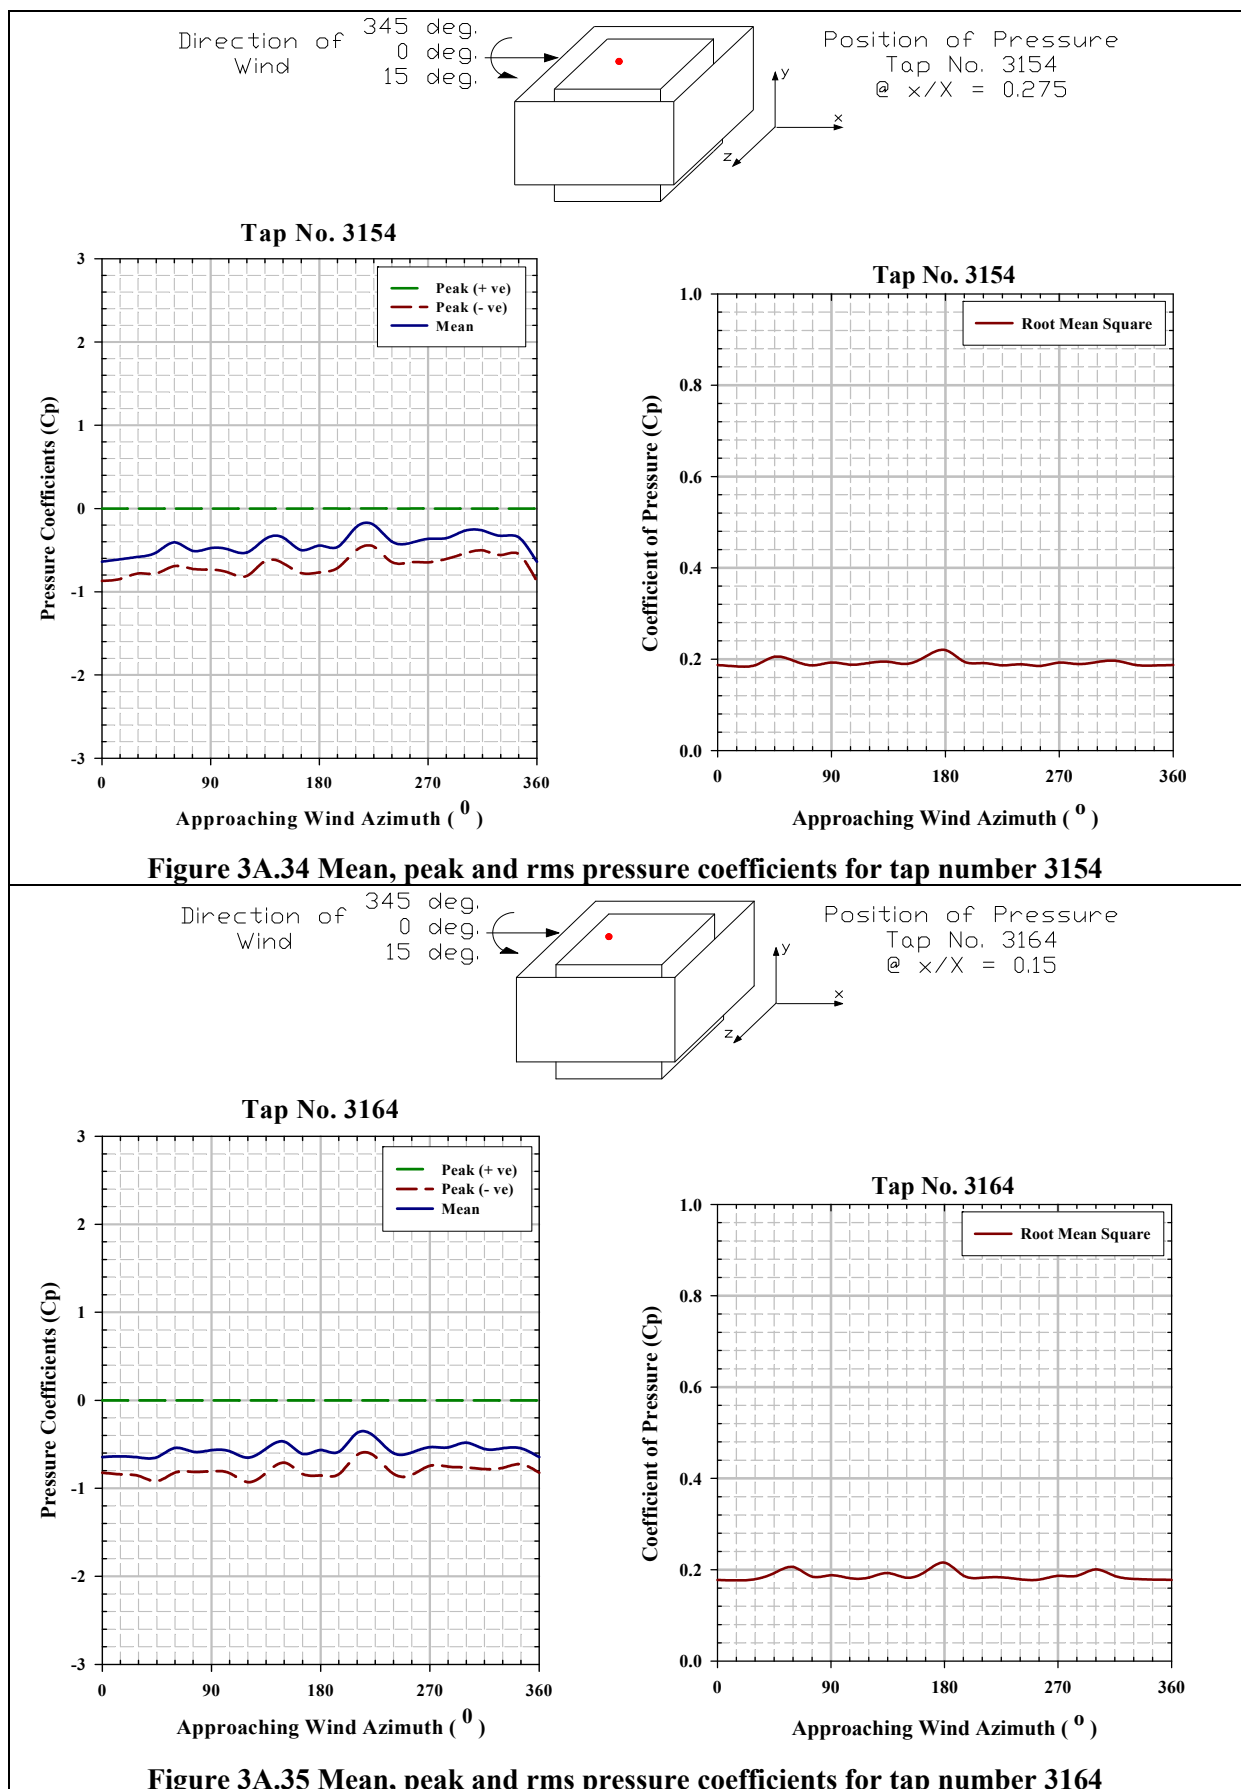 Direction of Wind
345 deg.
0 deg.
15 deg.
Position of Pressure
Tap No. 3154
@ x/X = 0.275
y
x
z
Tap No. 3154
Peak (+ ve)
Peak (- ve)
Mean
3
2
1
0
-1
-2
-3
Pressure Coefficients (Cp)
0 90 180 270 360
Approaching Wind Azimuth ( 0 )
Tap No. 3154
Root Mean Square
1.0
0.8
0.6
0.4
0.2
0.0
Coefficient of Pressure (Cp)
0 90 180 270 360
Approaching Wind Azimuth ( o )
Figure 3A.34 Mean, peak and rms pressure coefficients for tap number 3154
Direction of Wind
345 deg.
0 deg.
15 deg.
Position of Pressure
Tap No. 3164
@ x/X = 0.15
y
x
z
Tap No. 3164
Peak (+ ve)
Peak (- ve)
Mean
3
2
1
0
-1
-2
-3
Pressure Coefficients (Cp)
0 90 180 270 360
Approaching Wind Azimuth ( 0 )
Tap No. 3164
Root Mean Square
1.0
0.8
0.6
0.4
0.2
0.0
Coefficient of Pressure (Cp)
0 90 180 270 360
Approaching Wind Azimuth ( o )
Figure 3A.35 Mean, peak and rms pressure coefficients for tap number 3164